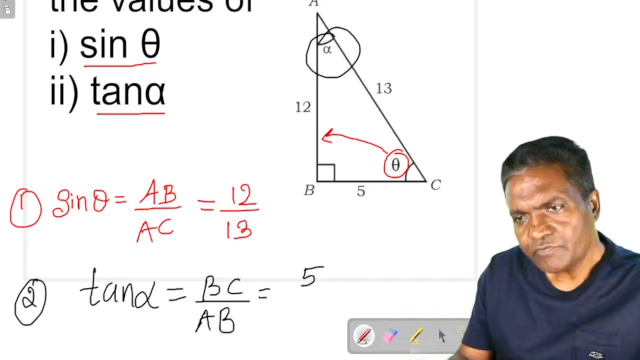 the values of
i) sin θ
ii) tanα
A
α
12
13
θ
B
5
C
1 sinθ = AB/AC = 12/13
2 tanα = BC/AB = 5